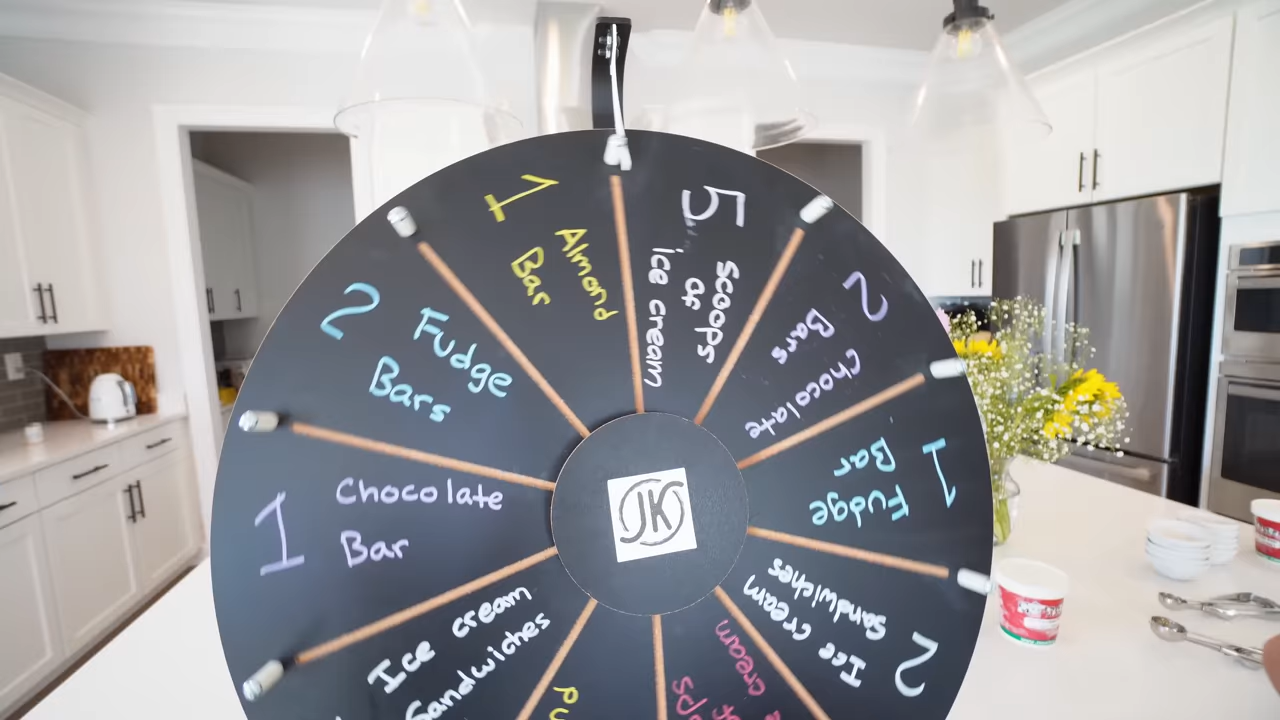 1
Almond
Bar
5
scoops
of
ice cream
2
Chocolate
Bars
1
Fudge
Bar
2
Ice cream
Sandwiches
cream
Ice cream
Sandwiches
1
Chocolate
Bar
2
Fudge
Bars
JK